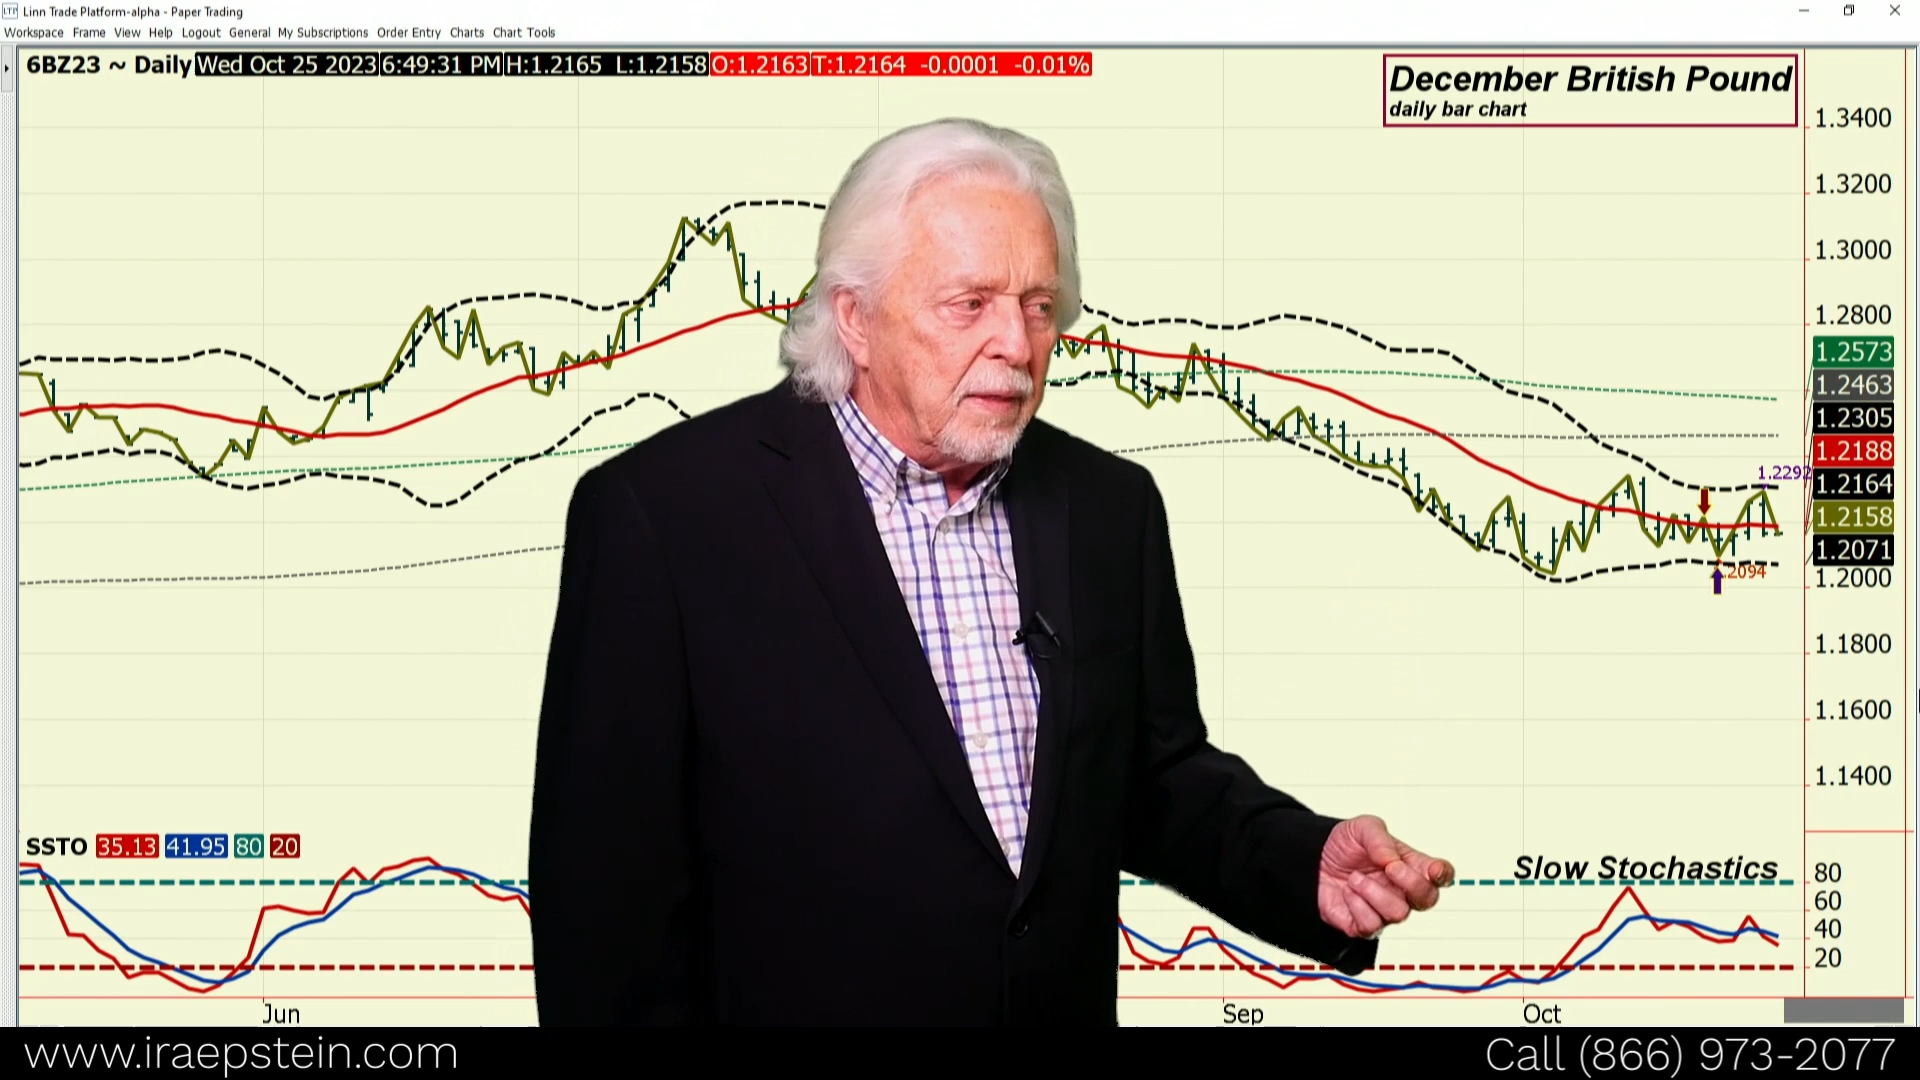 LTP Linn Trade Platform-alpha - Paper Trading
Workspace Frame View Help Logout General My Subscriptions Order Entry Charts Chart Tools
6BZ23 ~ Daily Wed Oct 25 2023 6:49:31 PM H:1.2165 L:1.2158 O:1.2163 T:1.2164 -0.0001 -0.01%
December British Pound
daily bar chart
1.3400
1.3200
1.3000
1.2800
1.2573
1.2463
1.2305
1.2188
1.2292
1.2164
1.2158
1.2071
.2094
1.2000
1.1800
1.1600
1.1400
SSTO 35.13 41.95 80 20
Slow Stochastics
80
60
40
20
Jun Sep Oct
www.iraepstein.com Call (866) 973-2077